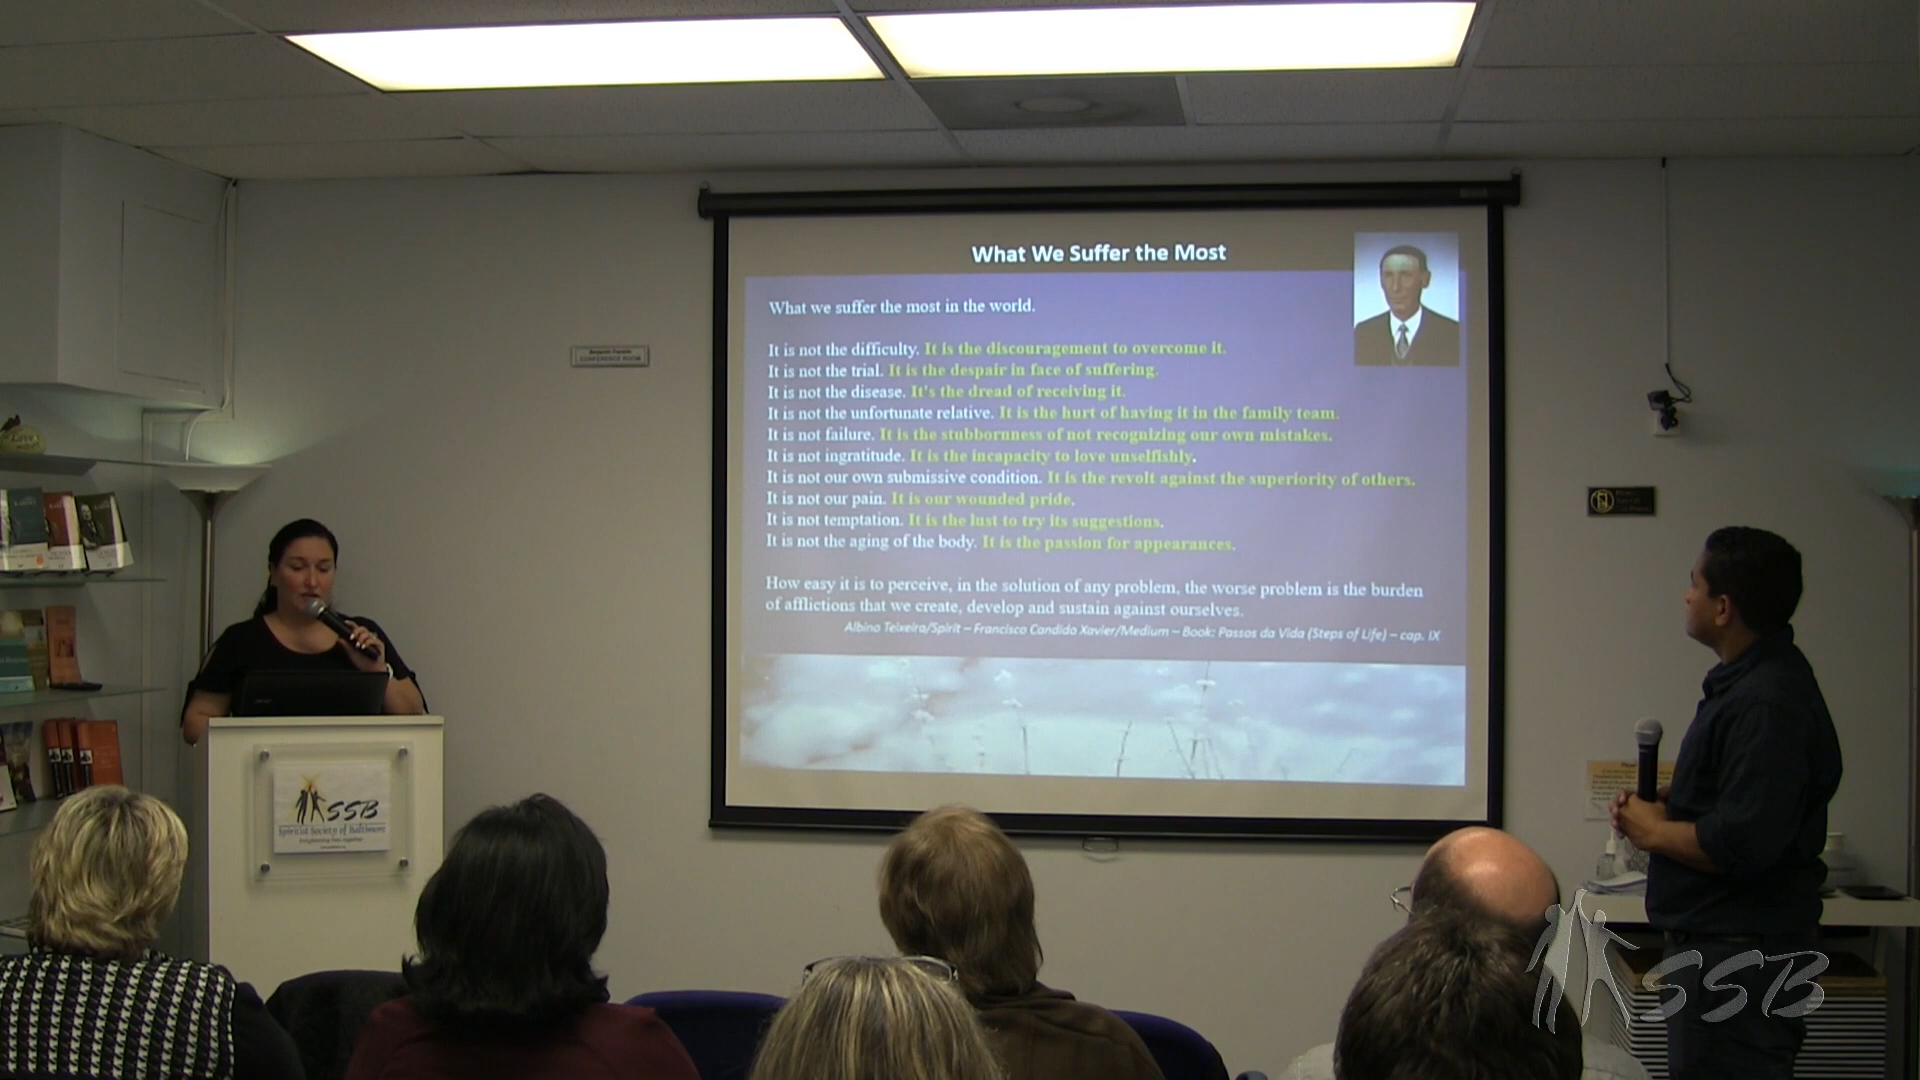 What We Suffer the Most
What we suffer the most in the world.
It is not the difficulty. It is the discouragement to overcome it.
It is not the trial. It is the despair in face of suffering.
It is not the disease. It's the dread of receiving it.
It is not the unfortunate relative. It is the hurt of having it in the family team.
It is not failure. It is the stubbornness of not recognizing our own mistakes.
It is not ingratitude. It is the incapacity to love unselfishly.
It is not our own submissive condition. It is the revolt against the superiority of others.
It is not our pain. It is our wounded pride.
It is not temptation. It is the lust to try its suggestions.
It is not the aging of the body. It is the passion for appearances.
How easy it is to perceive, in the solution of any problem, the worse problem is the burden
of afflictions that we create, develop and sustain against ourselves.
Albino Teixeira/Spirit – Francisco Candido Xavier/Medium – Book: Passos da Vida (Steps of Life) – cap. IX
Benjamin Franklin
CONFERENCE ROOM
Love
SSB
Spiritist Society of Baltimore
SSB